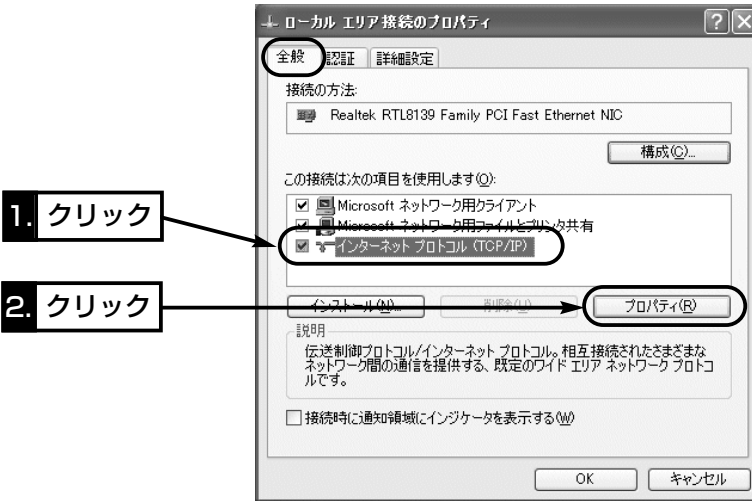 ローカル エリア接続のプロパティ
全般 認証 詳細設定
接続の方法:
Realtek RTL8139 Family PCI Fast Ethernet NIC
構成(C)...
この接続は次の項目を使用します(O):
Microsoft ネットワーク用クライアント
Microsoft ネットワーク用ファイルとプリンタ共有
インターネット プロトコル (TCP/IP)
1. クリック
2. クリック
インストール(N)... 削除(U) プロパティ(R)
説明
伝送制御プロトコル/インターネット プロトコル。相互接続されたさまざまな
ネットワーク間の通信を提供する、既定のワイド エリア ネットワーク プロトコ
ルです。
接続時に通知領域にインジケータを表示する(W)
OK キャンセル